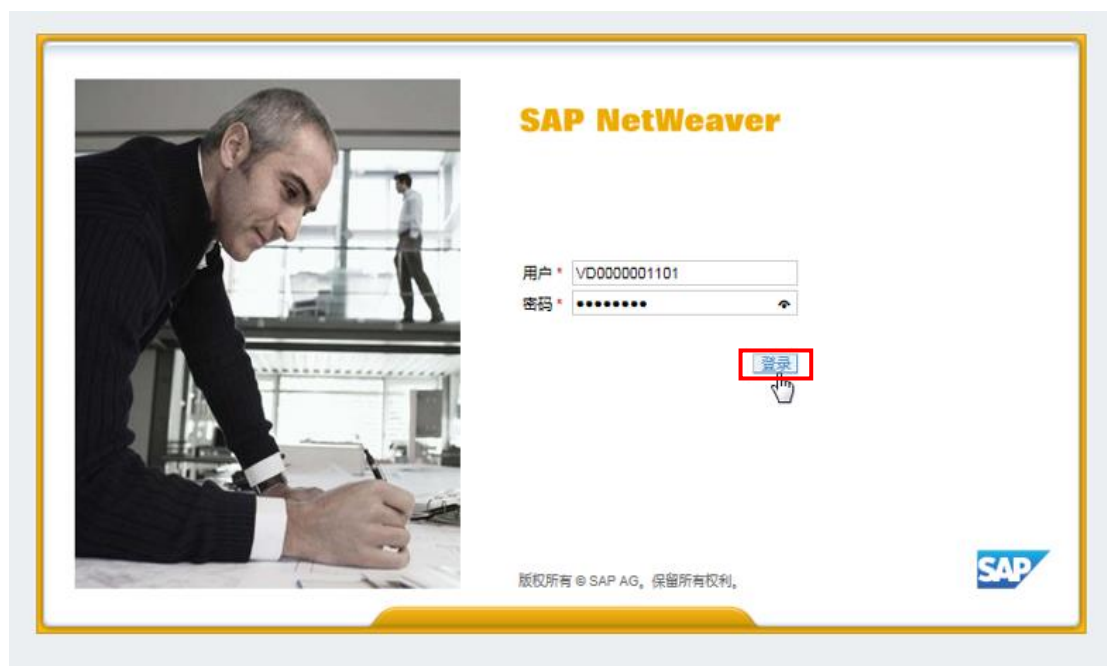 SAP NetWeaver
用户 * VD0000001101
密码 * ••••••••
登录
版权所有 © SAP AG。保留所有权利。
SAP